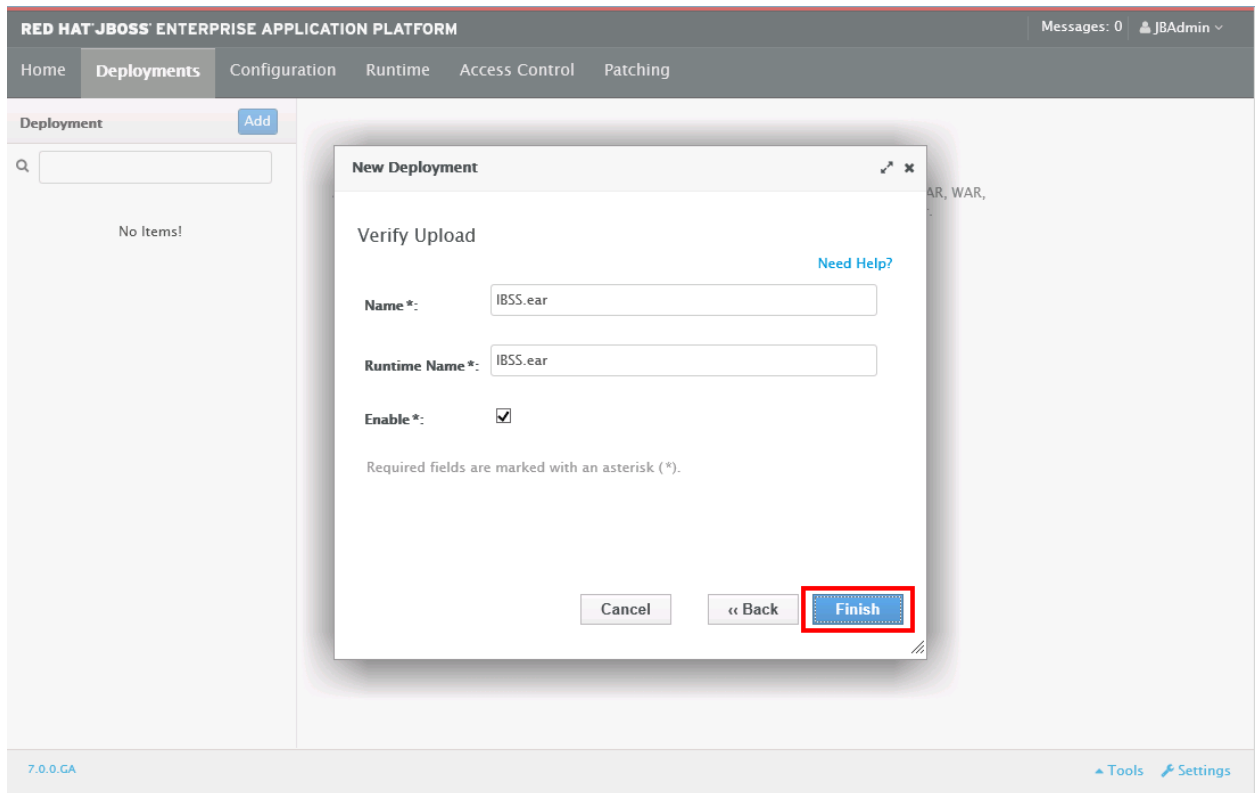 RED HAT JBOSS ENTERPRISE APPLICATION PLATFORM
Messages: 0 JBAdmin
Home Deployments Configuration Runtime Access Control Patching
Deployment Add
New Deployment
AR, WAR,
No Items!
Verify Upload
Need Help?
Name*: IBSS.ear
Runtime Name*: IBSS.ear
Enable*:
Required fields are marked with an asterisk (*).
Cancel ‹‹ Back Finish
7.0.0.GA Tools Settings